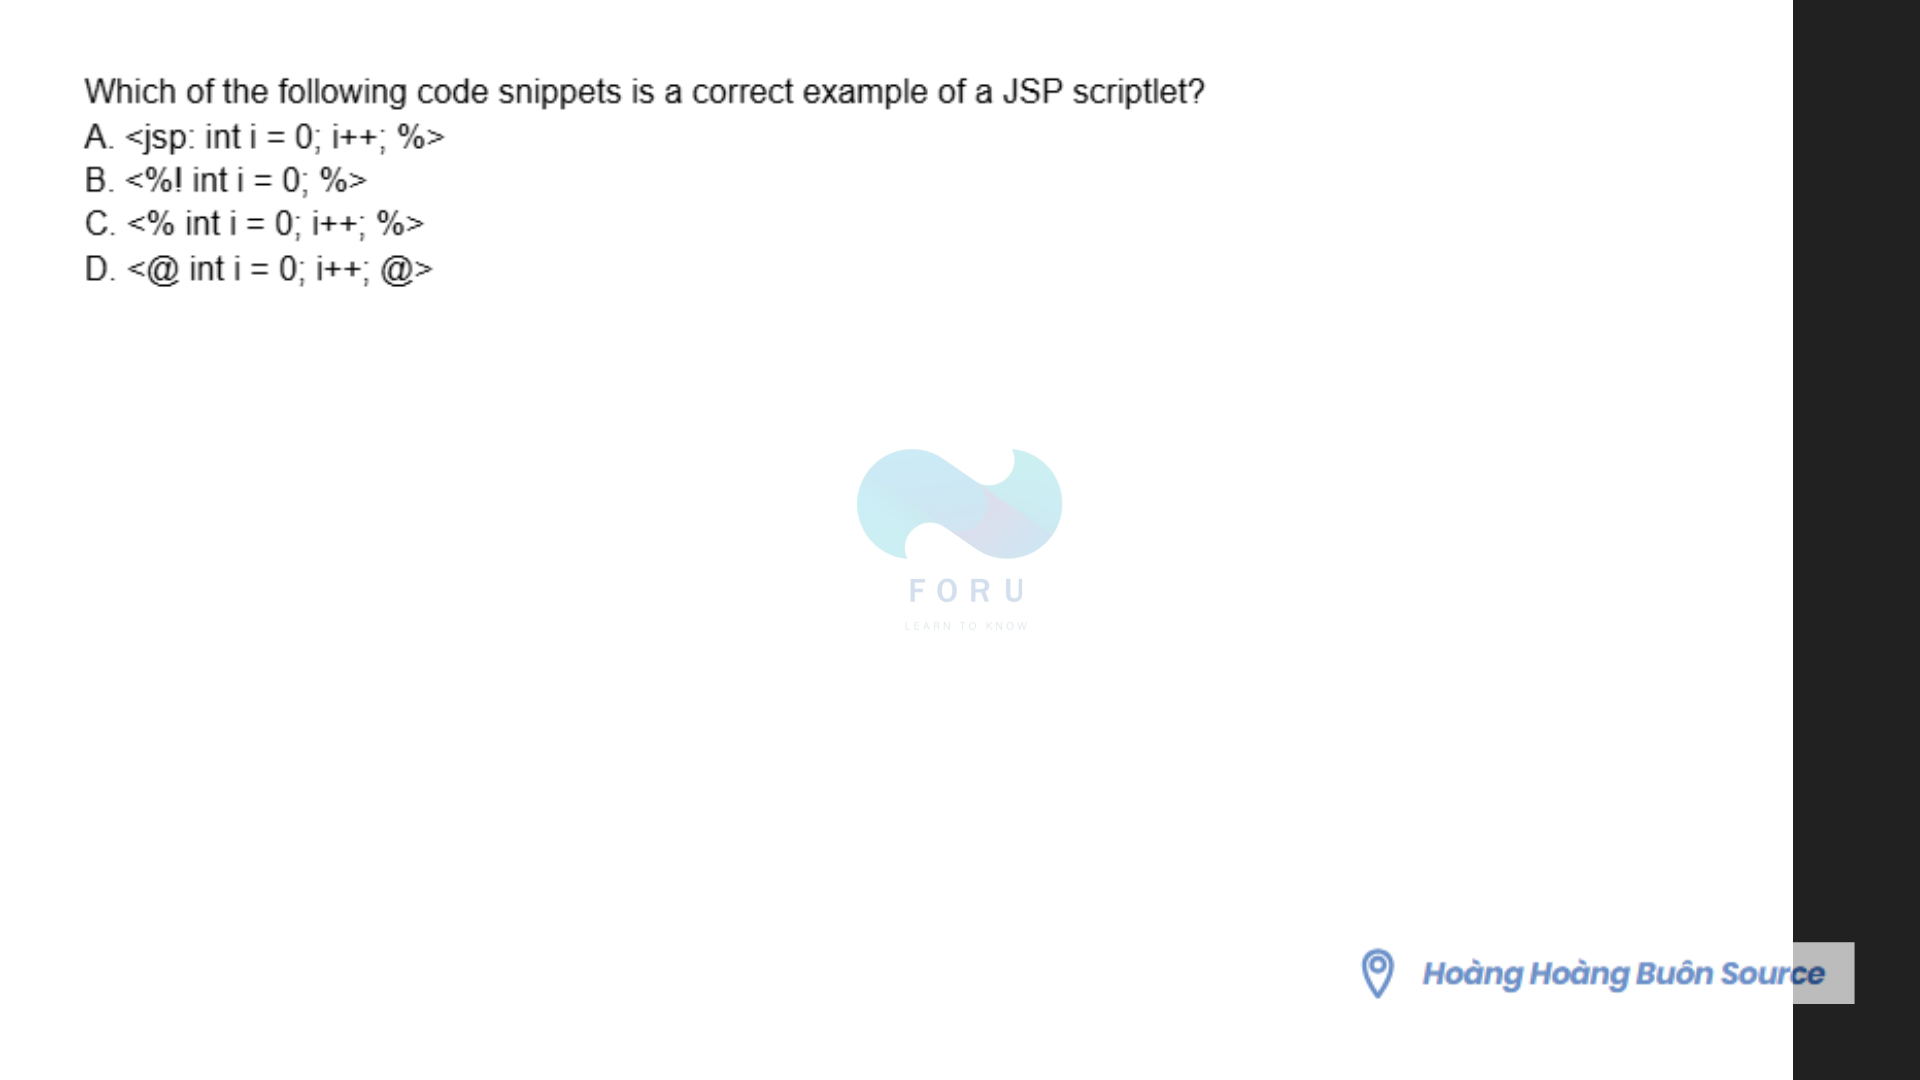 Which of the following code snippets is a correct example of a JSP scriptlet?
A. <jsp: int i = 0; i++; %>
B. <%! int i = 0; %>
C. <% int i = 0; i++; %>
D. <@ int i = 0; i++; @>
FORU
LEARN TO KNOW
Hoàng Hoàng Buôn Source